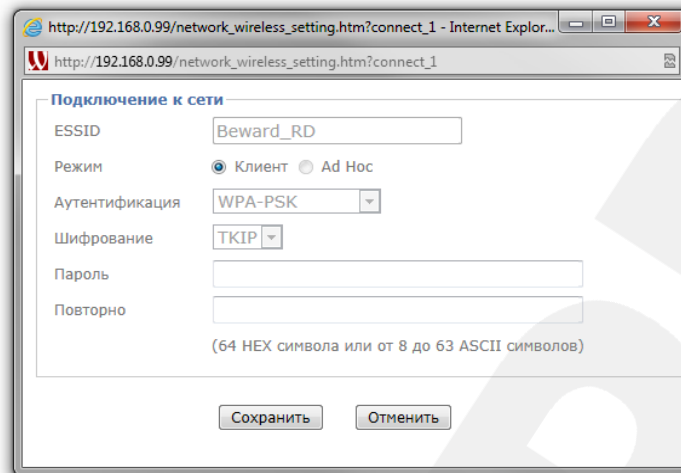 http://192.168.0.99/network_wireless_setting.htm?connect_1 - Internet Explor...
http://192.168.0.99/network_wireless_setting.htm?connect_1
Подключение к сети
ESSID Beward_RD
Режим Клиент Ad Hoc
Аутентификация WPA-PSK
Шифрование TKIP
Пароль
Повторно
(64 HEX символа или от 8 до 63 ASCII символов)
Сохранить Отменить